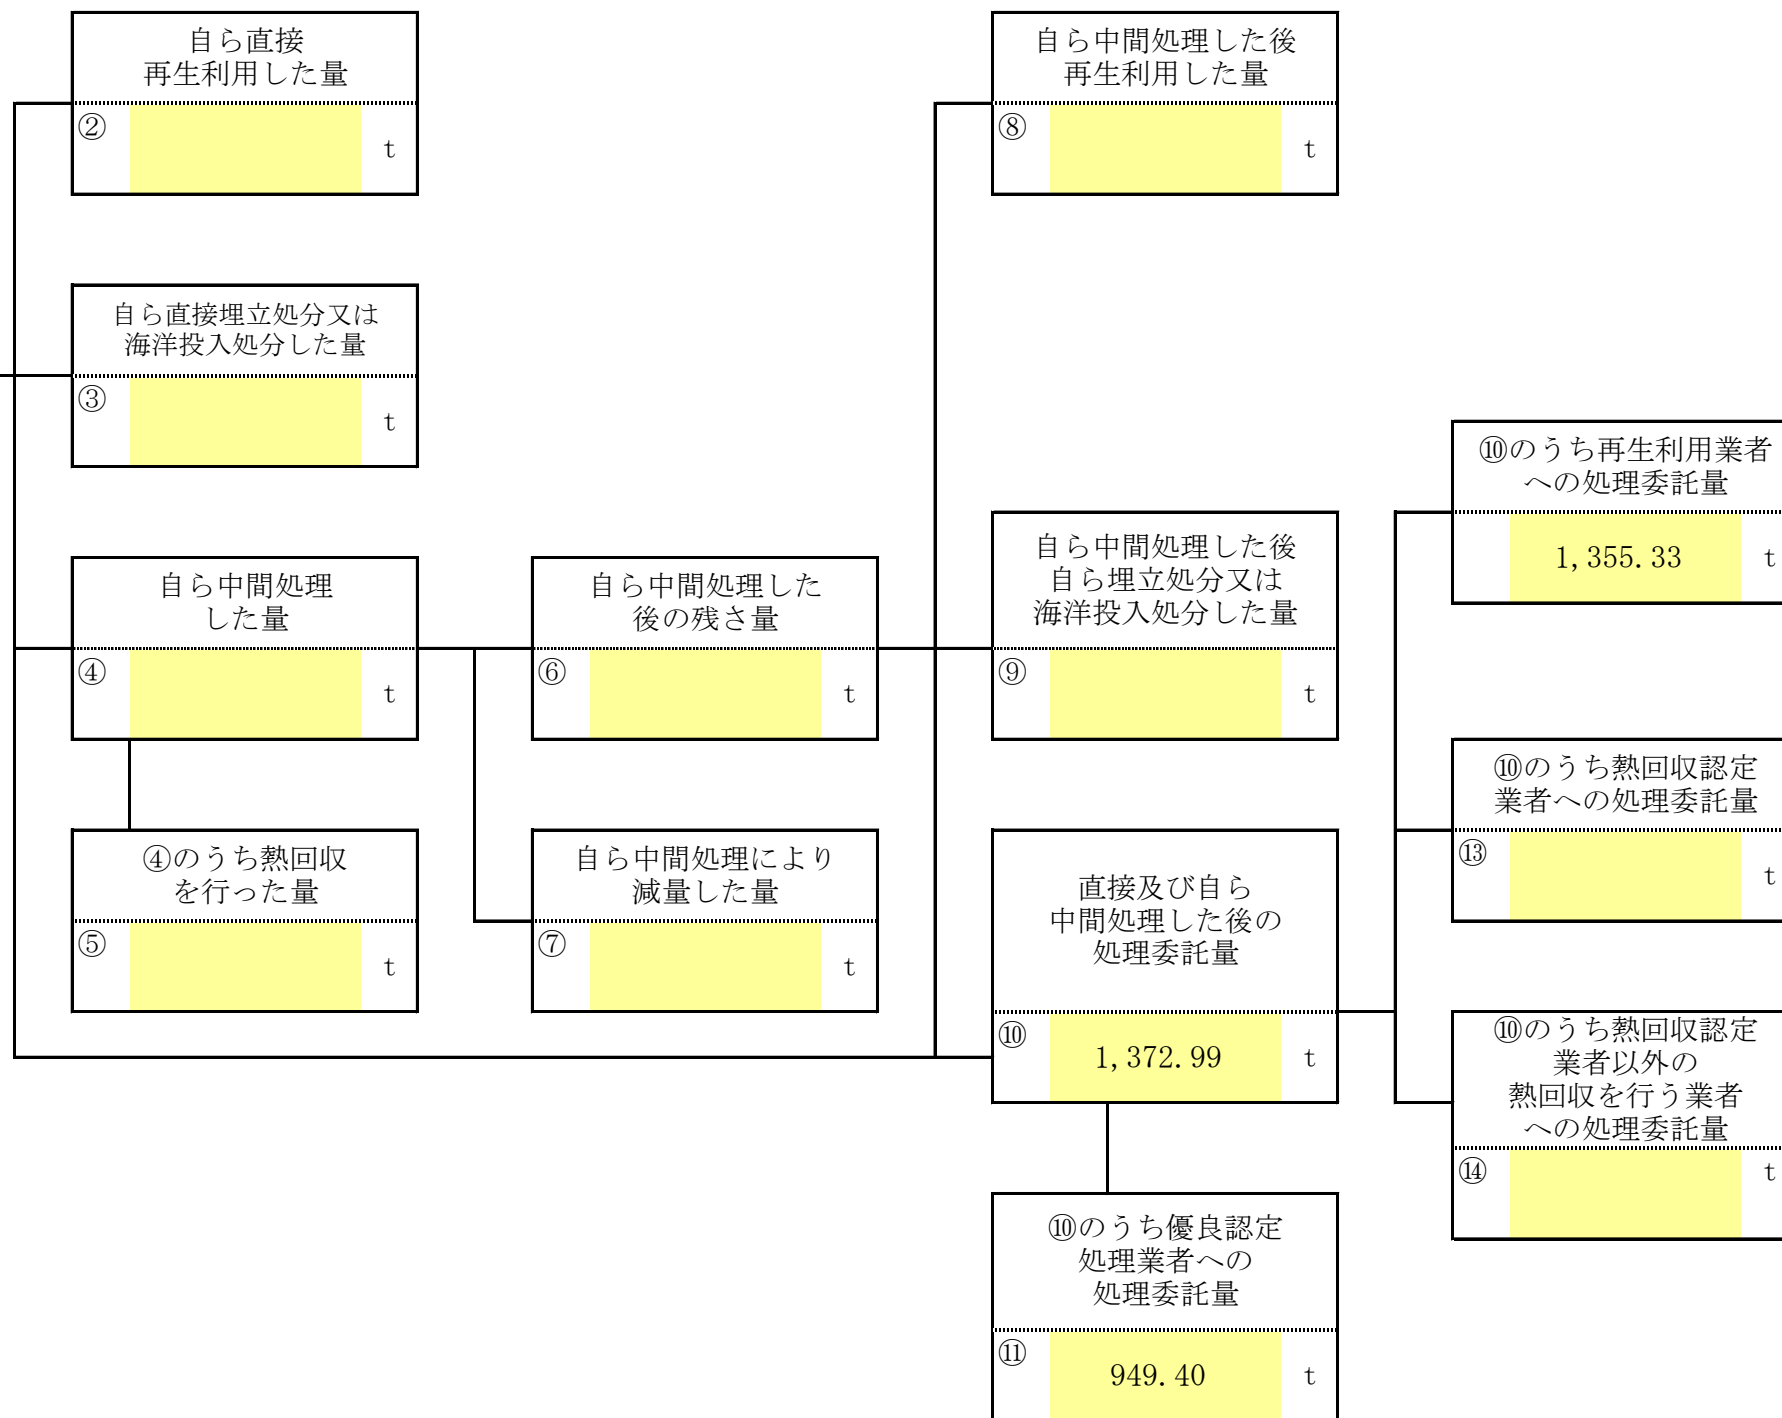 自ら直接
再生利用した量
②
t
自ら中間処理した後
再生利用した量
⑧
t
自ら直接埋立処分又は
海洋投入処分した量
③
t
⑩のうち再生利用業者
への処理委託量
1,355.33 t
自ら中間処理
した量
④
t
自ら中間処理した
後の残さ量
⑥
t
自ら中間処理した後
自ら埋立処分又は
海洋投入処分した量
⑨
t
⑩のうち熱回収認定
業者への処理委託量
⑬
t
④のうち熱回収
を行った量
⑤
t
自ら中間処理により
減量した量
⑦
t
直接及び自ら
中間処理した後の
処理委託量
⑩ 1,372.99 t
⑩のうち熱回収認定
業者以外の
熱回収を行う業者
への処理委託量
⑭ t
⑩のうち優良認定
処理業者への
処理委託量
⑪ 949.40 t